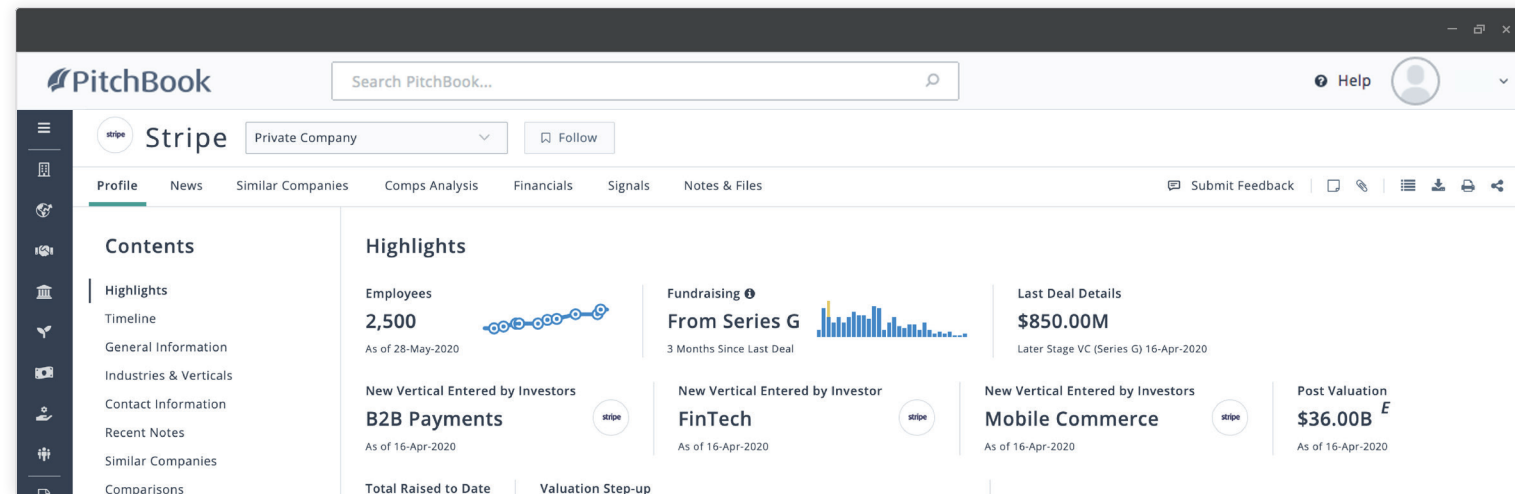 PitchBook
Search PitchBook...
Help
stripe
Stripe
Private Company
Follow
Profile
News
Similar Companies
Comps Analysis
Financials
Signals
Notes & Files
Submit Feedback
Contents
Highlights
Timeline
General Information
Industries & Verticals
Contact Information
Recent Notes
Similar Companies
Comparisons
Highlights
Employees
2,500
As of 28-May-2020
Fundraising
From Series G
3 Months Since Last Deal
Last Deal Details
$850.00M
Later Stage VC (Series G) 16-Apr-2020
New Vertical Entered by Investors
B2B Payments
As of 16-Apr-2020
stripe
New Vertical Entered by Investor
FinTech
As of 16-Apr-2020
stripe
New Vertical Entered by Investors
Mobile Commerce
As of 16-Apr-2020
stripe
Post Valuation
$36.00B E
As of 16-Apr-2020
Total Raised to Date
Valuation Step-up